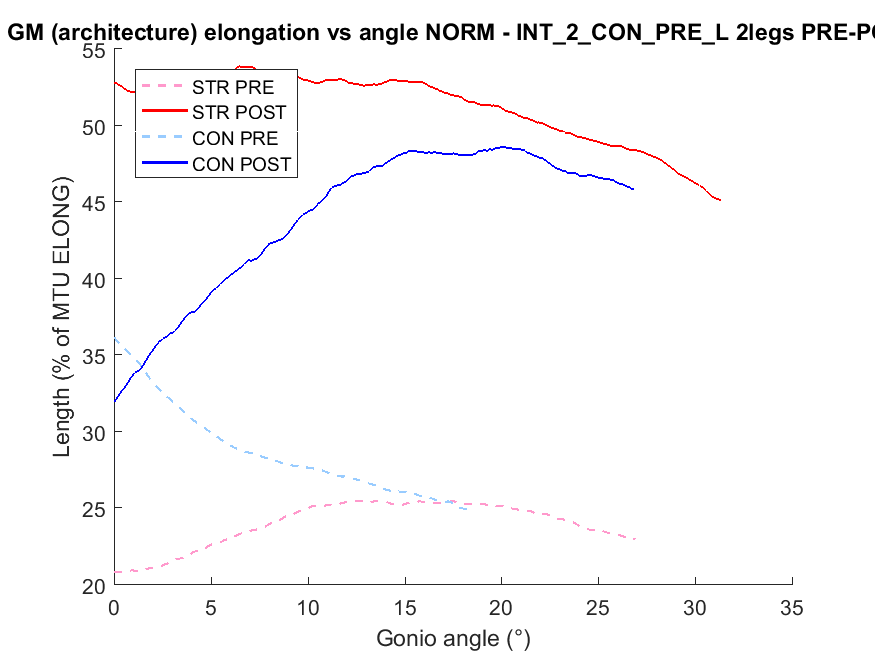 GM (architecture) elongation vs angle NORM - INT_2_CON_PRE_L 2legs PRE-PO
55
50
45
40
35
30
25
20
Length (% of MTU ELONG)
STR PRE
STR POST
CON PRE
CON POST
0 5 10 15 20 25 30 35
Gonio angle (°)